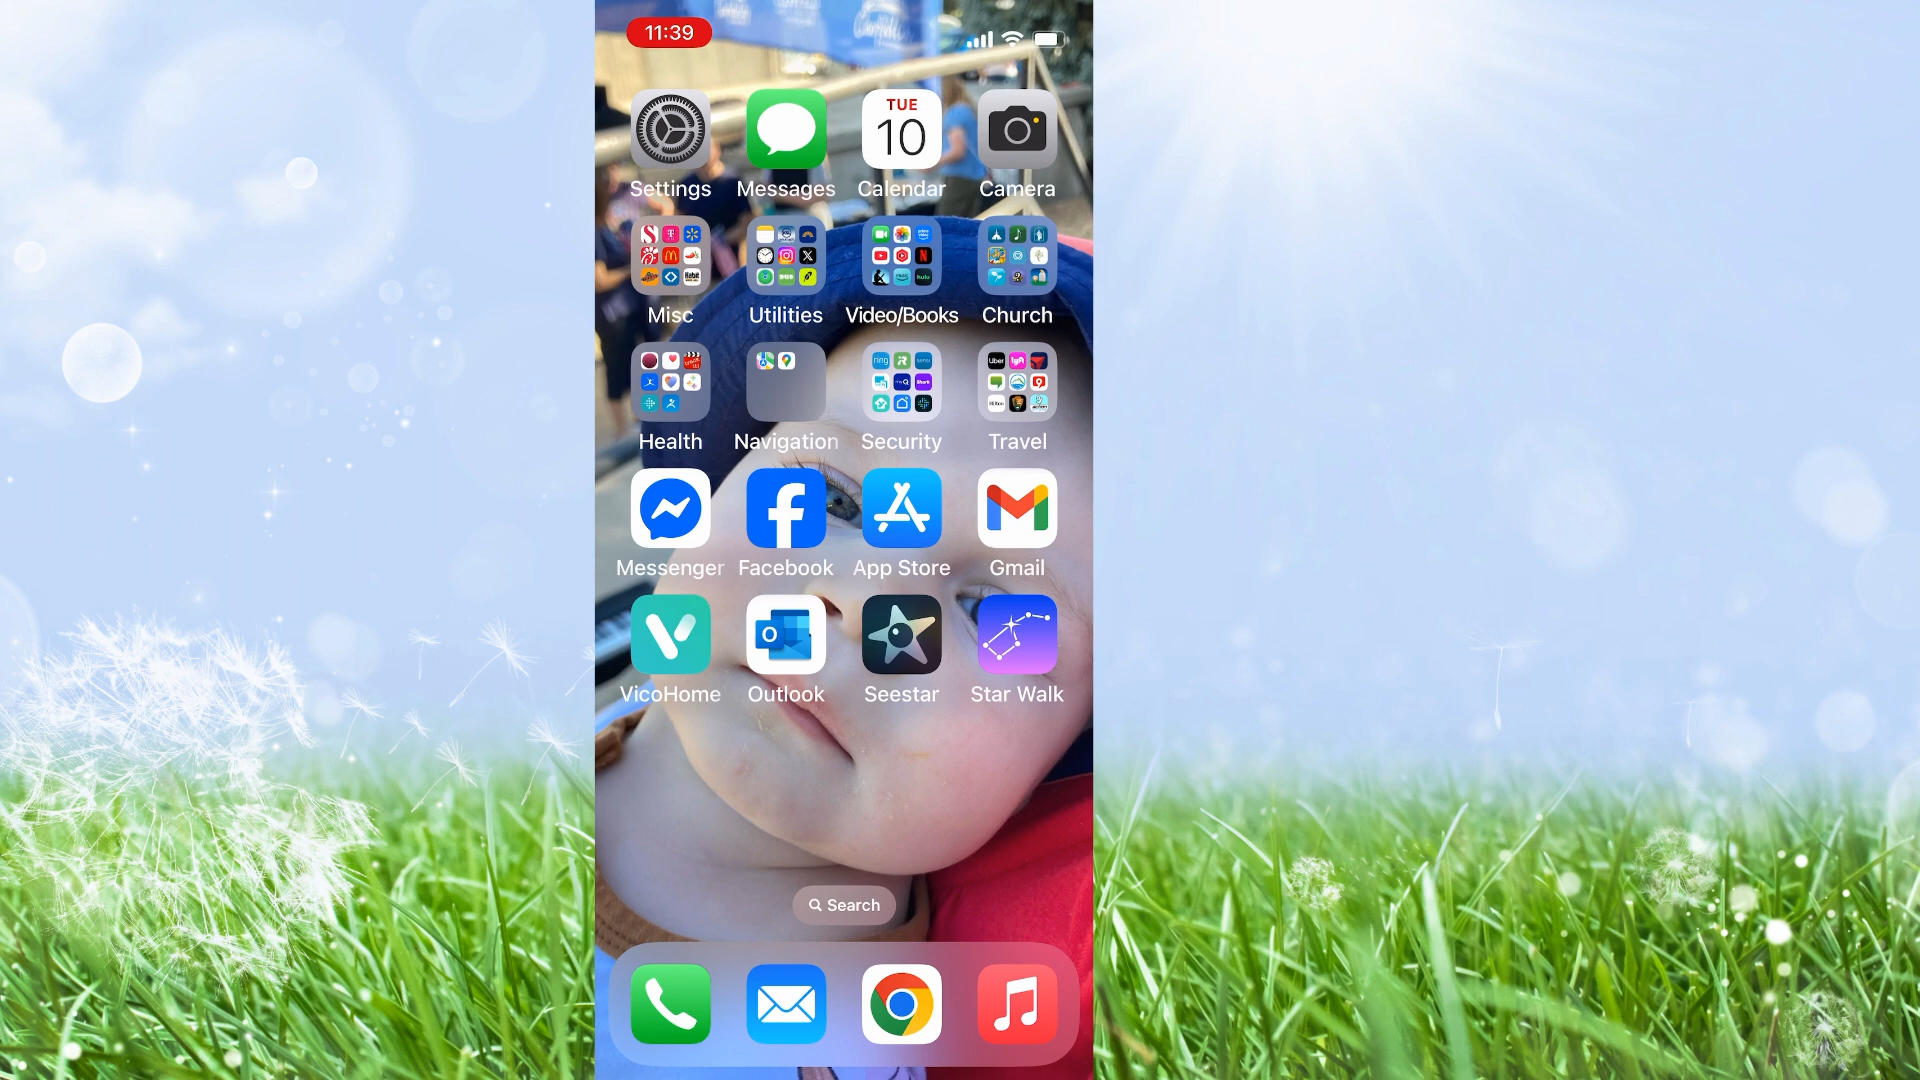 11:39
TUE
10
Settings
Messages
Calendar
Camera
Misc
Utilities
Video/Books
Church
Health
Navigation
Security
Travel
Messenger
Facebook
App Store
Gmail
VicoHome
Outlook
Seestar
Star Walk
Search